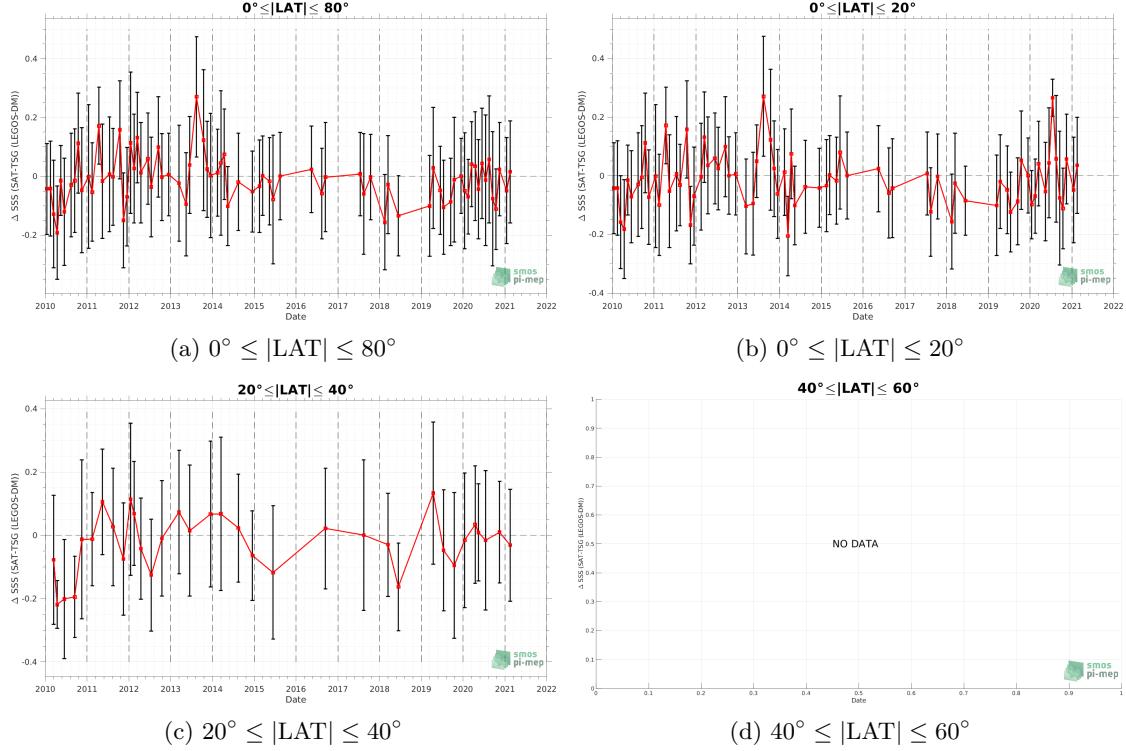 0°≤|LAT|≤ 80°
Δ SSS (SAT-TSG (LEGOS-DM))
0.4
0.2
0
-0.2
2010 2011 2012 2013 2014 2015 2016 2017 2018 2019 2020 2021 2022
Date
smos
pi-mep
(a) 0° ≤ |LAT| ≤ 80°
0°≤|LAT|≤ 20°
Δ SSS (SAT-TSG (LEGOS-DM))
0.4
0.2
0
-0.2
-0.4
2010 2011 2012 2013 2014 2015 2016 2017 2018 2019 2020 2021 2022
Date
smos
pi-mep
(b) 0° ≤ |LAT| ≤ 20°
20°≤|LAT|≤ 40°
Δ SSS (SAT-TSG (LEGOS-DM))
0.4
0.2
0
-0.2
-0.4
2010 2011 2012 2013 2014 2015 2016 2017 2018 2019 2020 2021 2022
Date
smos
pi-mep
(c) 20° ≤ |LAT| ≤ 40°
40°≤|LAT|≤ 60°
Δ SSS (SAT-TSG (LEGOS-DM))
1
0.9
0.8
0.7
0.6
0.5
0.4
0.3
0.2
0.1
0
NO DATA
0 0.1 0.2 0.3 0.4 0.5 0.6 0.7 0.8 0.9 1
Date
smos
pi-mep
(d) 40° ≤ |LAT| ≤ 60°